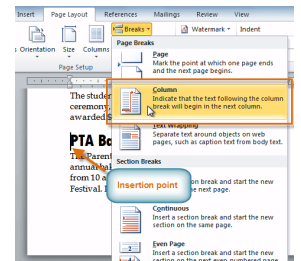 Insert Page Layout References Mailings Review View
Orientation Size Columns
Breaks Watermark Indent
Page Setup
Page Breaks
Page
Mark the point at which one page ends
and the next page begins.
Column
Indicate that the text following the column
break will begin in the next column.
Text Wrapping
Separate text around objects on web
pages, such as caption text from body text.
Section Breaks
on break and start the new
next page.
Continuous
Insert a section break and start the new
section on the same page.
Even Page
Insert a section break and start the new
section on the next even-numbered page.
The studen
ceremony,
awarded
PTA Ba
The Parent
annual
from 10 a
Festival. I
Insertion point